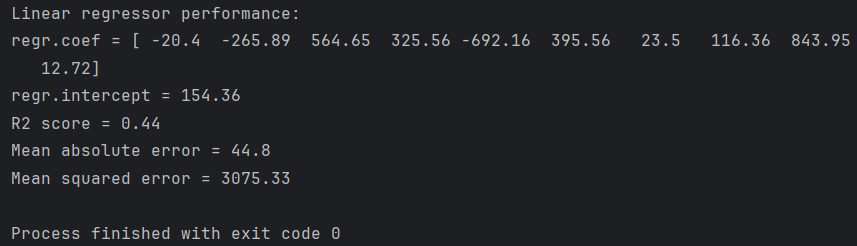 Linear regressor performance:
regr.coef = [ -20.4  -265.89  564.65  325.56 -692.16  395.56   23.5   116.36  843.95
   12.72]
regr.intercept = 154.36
R2 score = 0.44
Mean absolute error = 44.8
Mean squared error = 3075.33
Process finished with exit code 0